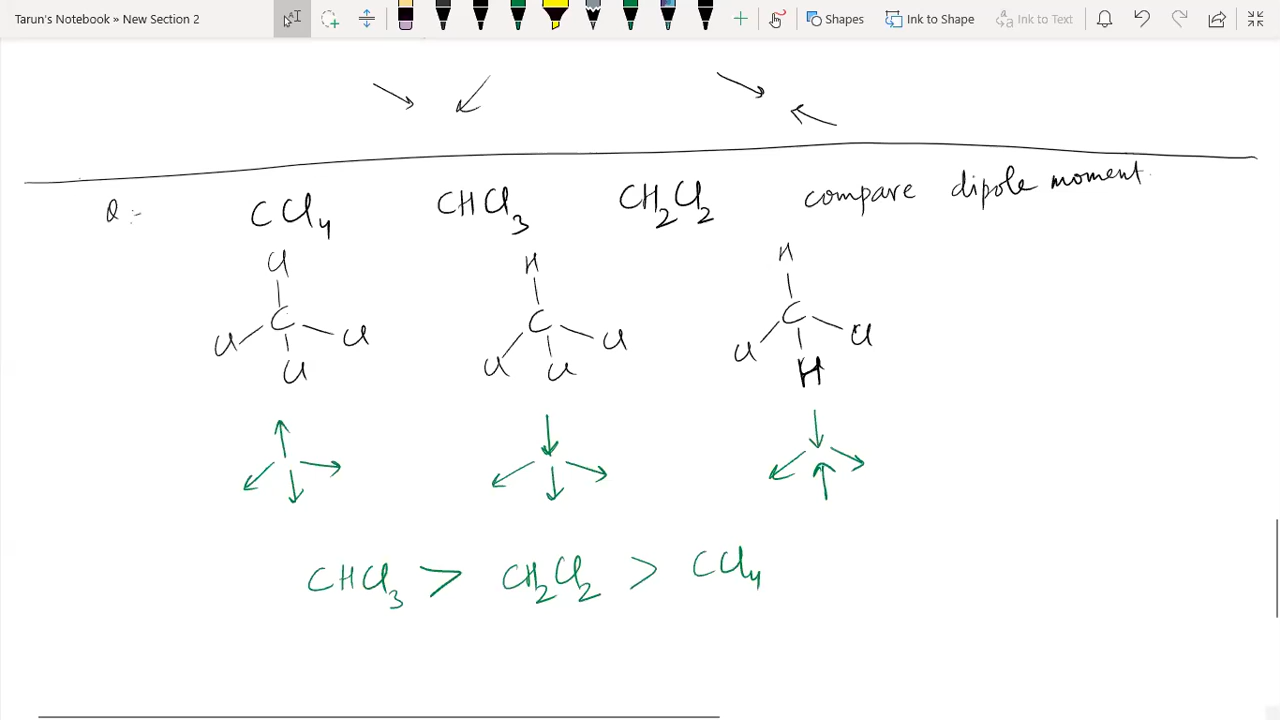 Tarun's Notebook » New Section 2 Shapes Ink to Shape Ink to Text
Q :- CCl4 CHCl3 CH2Cl2 compare dipole moment.
Cl H H
C C C
Cl Cl Cl Cl Cl Cl
Cl Cl H
CHCl3 > CH2Cl2 > CCl4